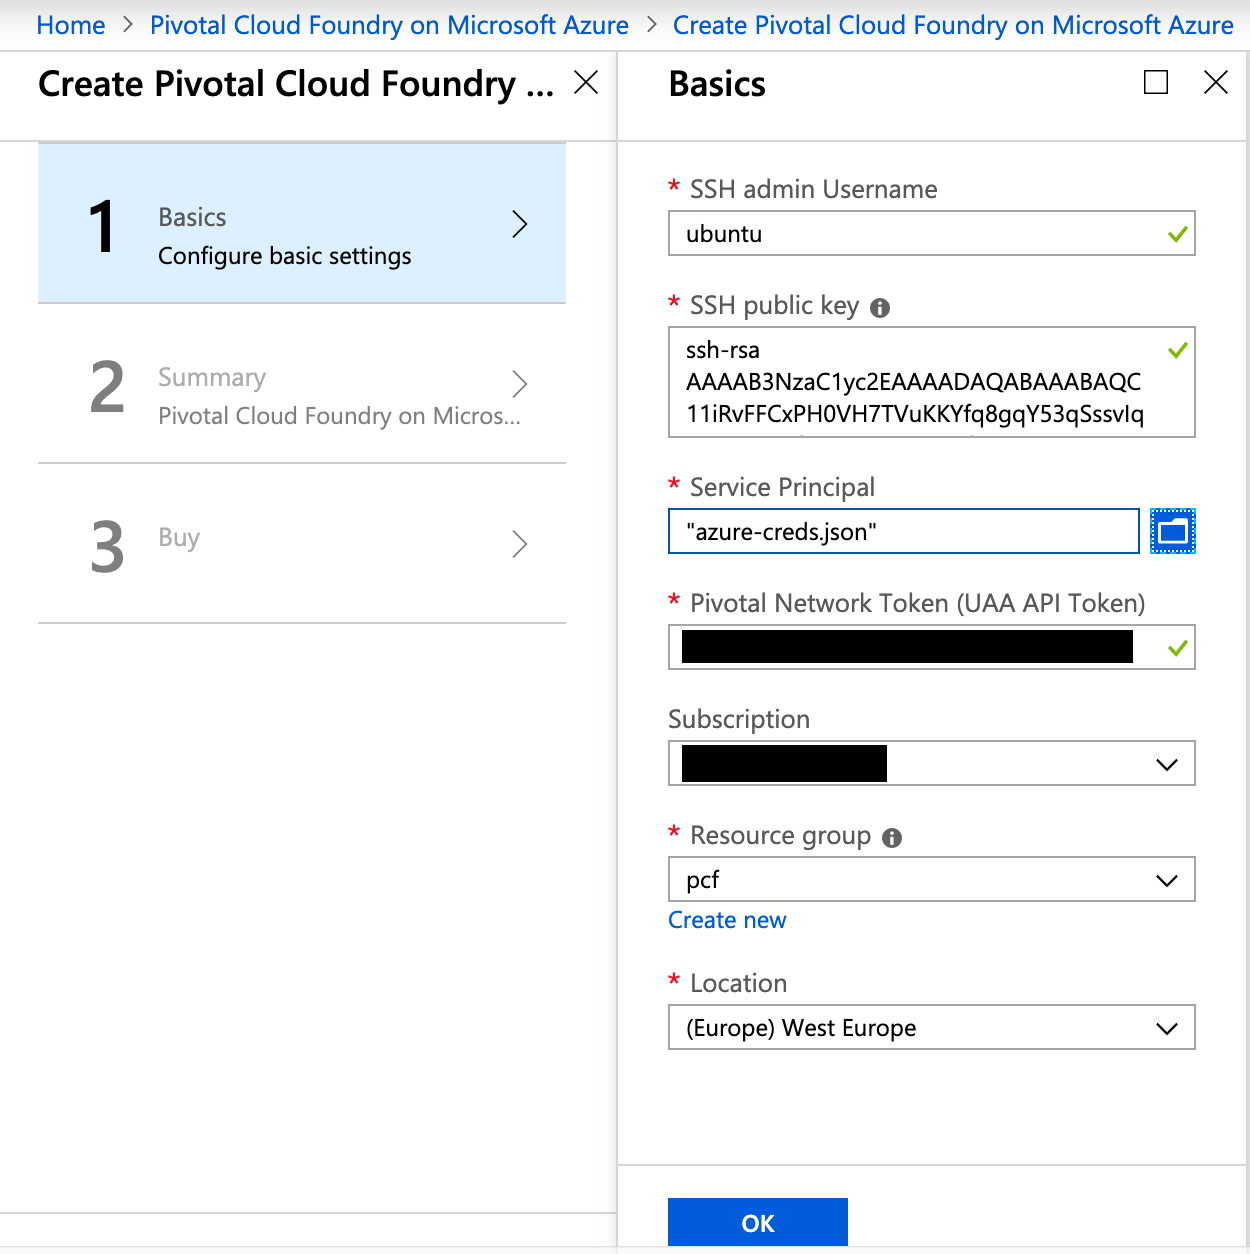 Home > Pivotal Cloud Foundry on Microsoft Azure > Create Pivotal Cloud Foundry on Microsoft Azure
Create Pivotal Cloud Foundry ...
1
Basics
Configure basic settings
2
Summary
Pivotal Cloud Foundry on Micros...
3
Buy
Basics
* SSH admin Username
ubuntu
* SSH public key
ssh-rsa
AAAAB3NzaC1yc2EAAAADAQABAAABAQC
11iRvFFCxPH0VH7TVuKKYfq8gqY53qSssvIq
* Service Principal
"azure-creds.json"
* Pivotal Network Token (UAA API Token)
Subscription
* Resource group
pcf
Create new
* Location
(Europe) West Europe
OK